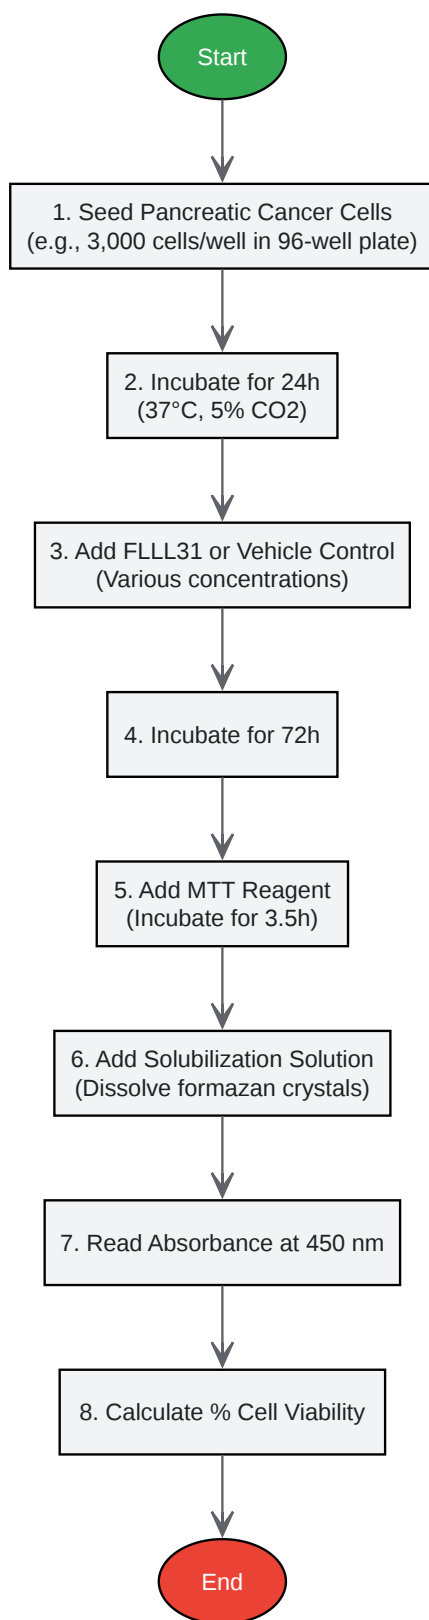 Start
1. Seed Pancreatic Cancer Cells
(e.g., 3,000 cells/well in 96-well plate)
2. Incubate for 24h
(37°C, 5% CO2)
3. Add FLLL31 or Vehicle Control
(Various concentrations)
4. Incubate for 72h
5. Add MTT Reagent
(Incubate for 3.5h)
6. Add Solubilization Solution
(Dissolve formazan crystals)
7. Read Absorbance at 450 nm
8. Calculate % Cell Viability
End